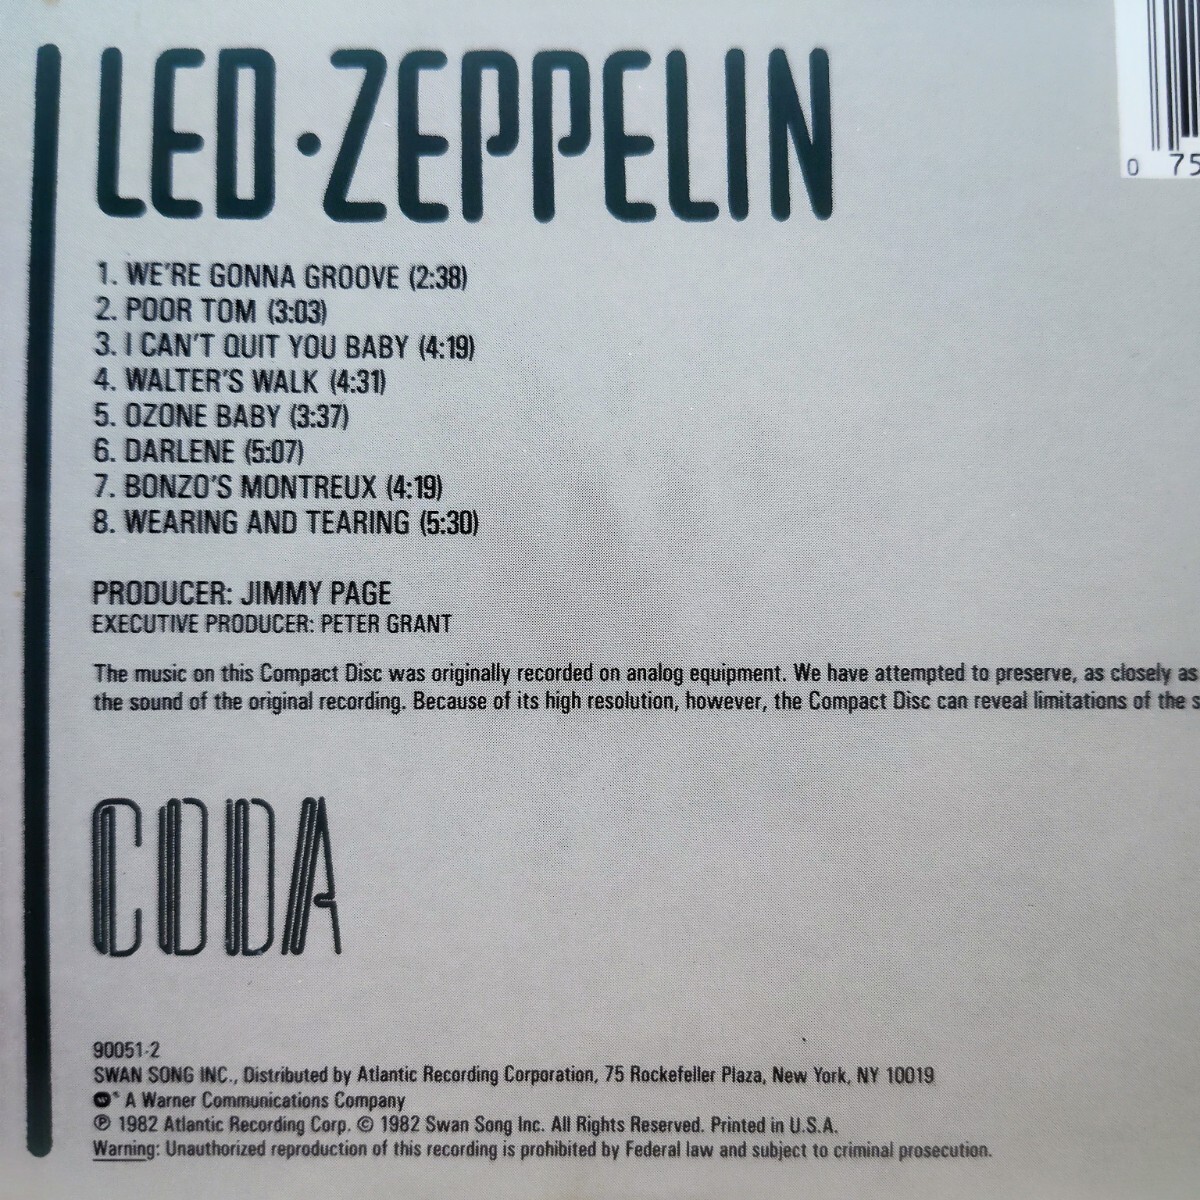 LED·ZEPPELIN
0 75
1. WE'RE GONNA GROOVE (2:38)
2. POOR TOM (3:03)
3. I CAN'T QUIT YOU BABY (4:19)
4. WALTER'S WALK (4:31)
5. OZONE BABY (3:37)
6. DARLENE (5:07)
7. BONZO'S MONTREUX (4:19)
8. WEARING AND TEARING (5:30)
PRODUCER: JIMMY PAGE
EXECUTIVE PRODUCER: PETER GRANT
The music on this Compact Disc was originally recorded on analog equipment. We have attempted to preserve, as closely as
the sound of the original recording. Because of its high resolution, however, the Compact Disc can reveal limitations of the s
CODA
90051-2
SWAN SONG INC., Distributed by Atlantic Recording Corporation, 75 Rockefeller Plaza, New York, NY 10019
A Warner Communications Company
℗ 1982 Atlantic Recording Corp. © 1982 Swan Song Inc. All Rights Reserved. Printed in U.S.A.
Warning: Unauthorized reproduction of this recording is prohibited by Federal law and subject to criminal prosecution.